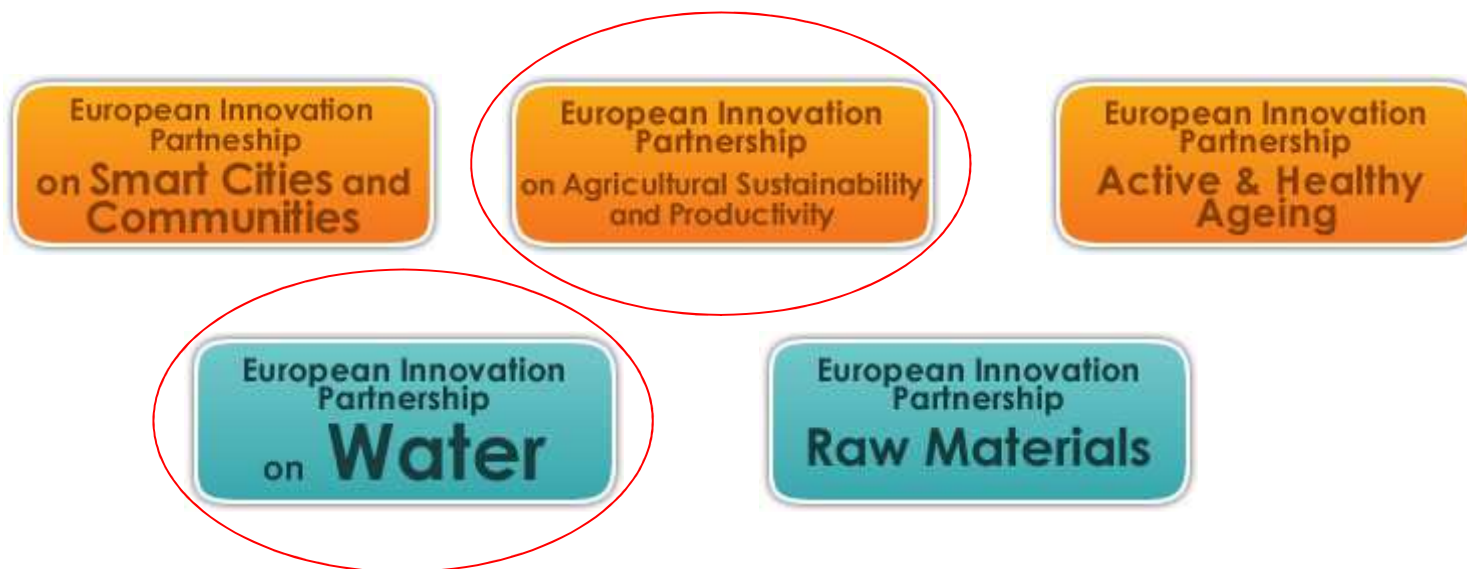 European Innovation
Partneship
on Smart Cities and
Communities
European Innovation
Partnership
on Agricultural Sustainability
and Productivity
European Innovation
Partnership
Active & Healthy
Ageing
European Innovation
Partnership
on Water
European Innovation
Partnership
Raw Materials